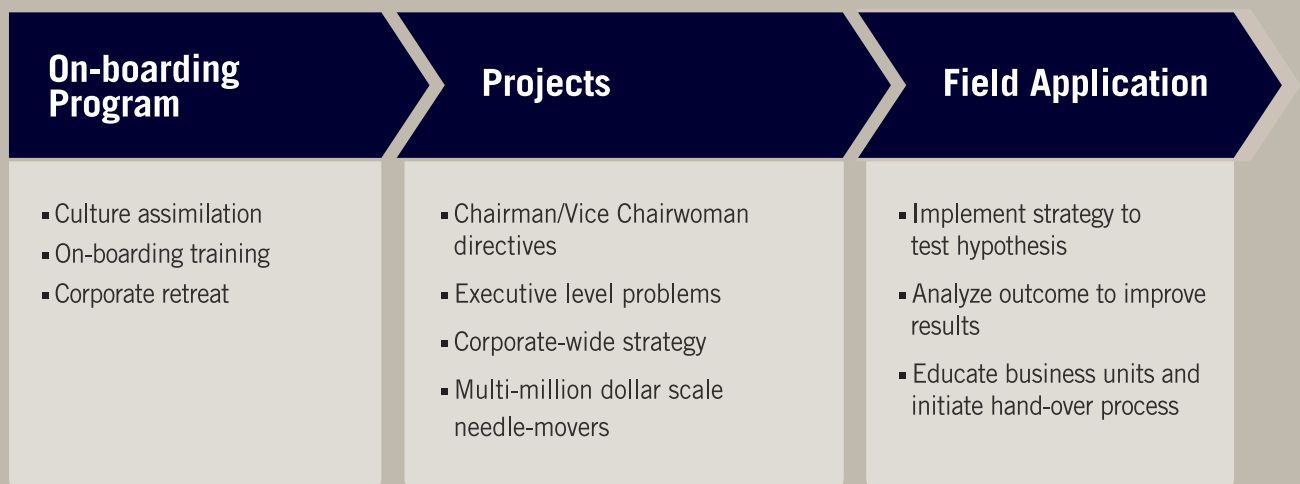 On-boarding
Program
▪ Culture assimilation
▪ On-boarding training
▪ Corporate retreat
Projects
▪ Chairman/Vice Chairwoman
directives
▪ Executive level problems
▪ Corporate-wide strategy
▪ Multi-million dollar scale
needle-movers
Field Application
▪ Implement strategy to
test hypothesis
▪ Analyze outcome to improve
results
▪ Educate business units and
initiate hand-over process